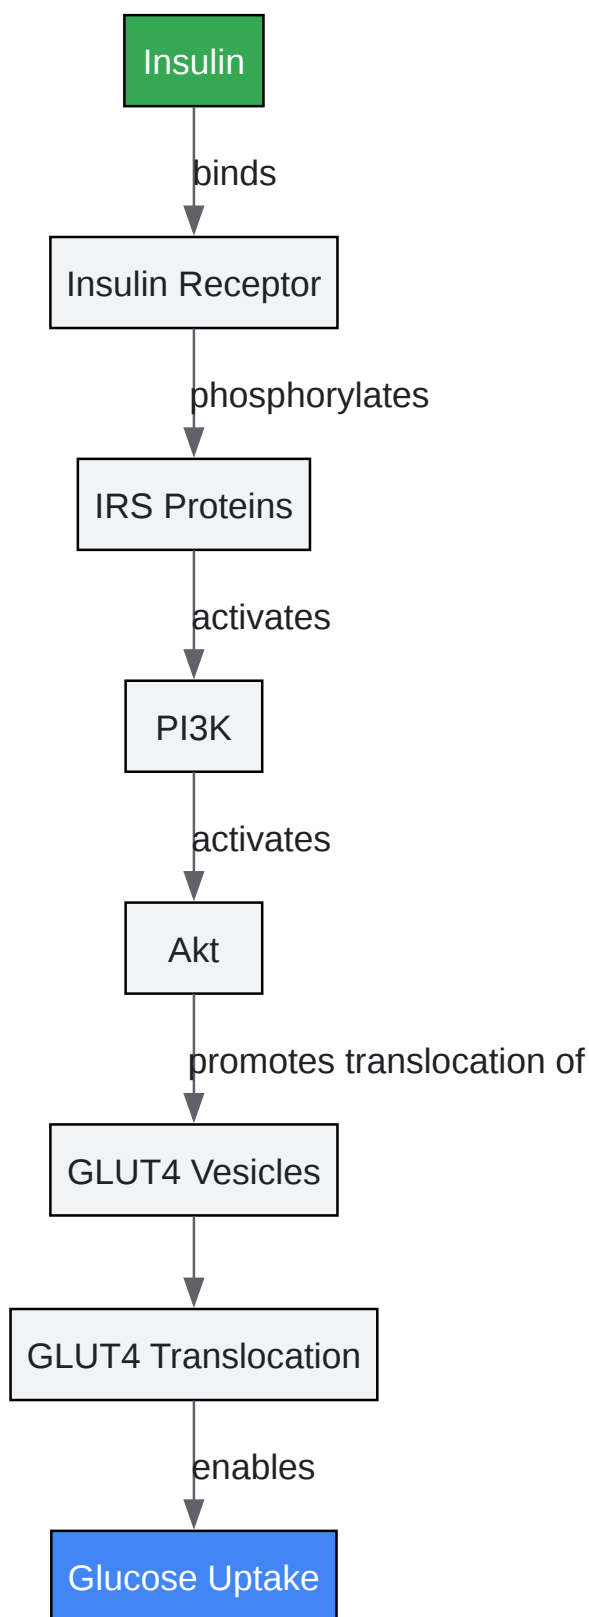 Insulin
binds
Insulin Receptor
phosphorylates
IRS Proteins
activates
PI3K
activates
Akt
promotes translocation of
GLUT4 Vesicles
GLUT4 Translocation
enables
Glucose Uptake